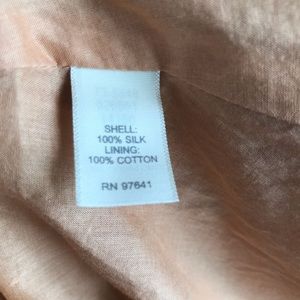 SHELL:
100% SILK
LINING:
100% COTTON
RN 97641